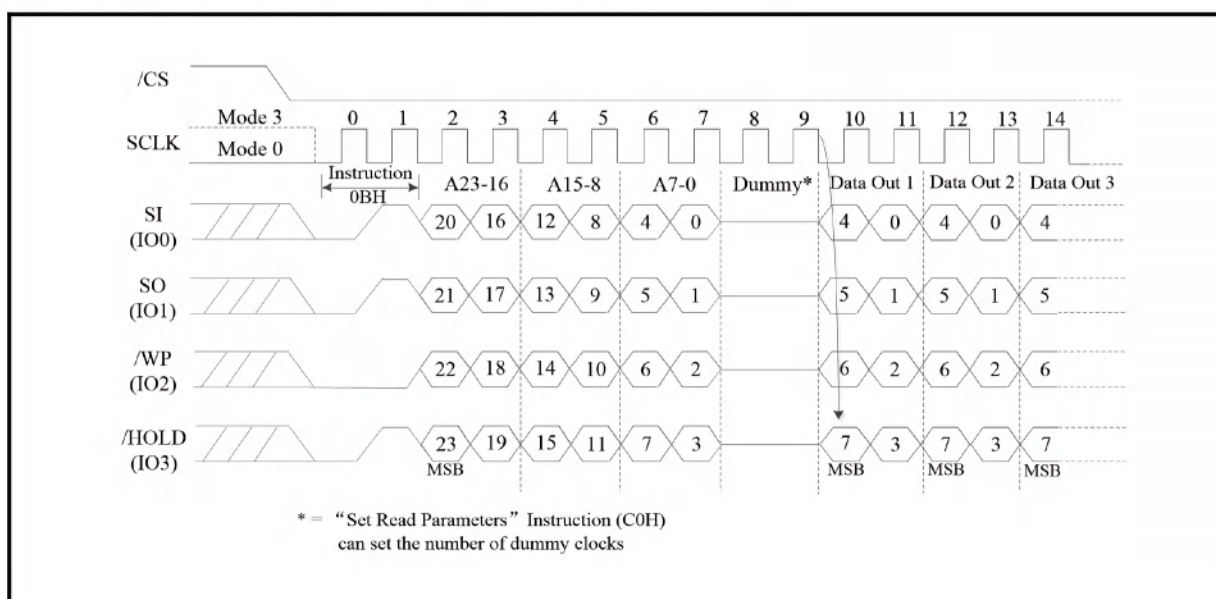 /CS
Mode 3 0 1 2 3 4 5 6 7 8 9 10 11 12 13 14
SCLK
Mode 0
Instruction
0BH
A23-16 A15-8 A7-0 Dummy* Data Out 1 Data Out 2 Data Out 3
SI
(IO0)
20 16 12 8 4 0 4 0 4 0 4
SO
(IO1)
21 17 13 9 5 1 5 1 5 1 5
/WP
(IO2)
22 18 14 10 6 2 6 2 6 2 6
/HOLD
(IO3)
23 19 15 11 7 3 7 3 7 3 7
MSB MSB MSB MSB
* = “Set Read Parameters” Instruction (C0H)
can set the number of dummy clocks